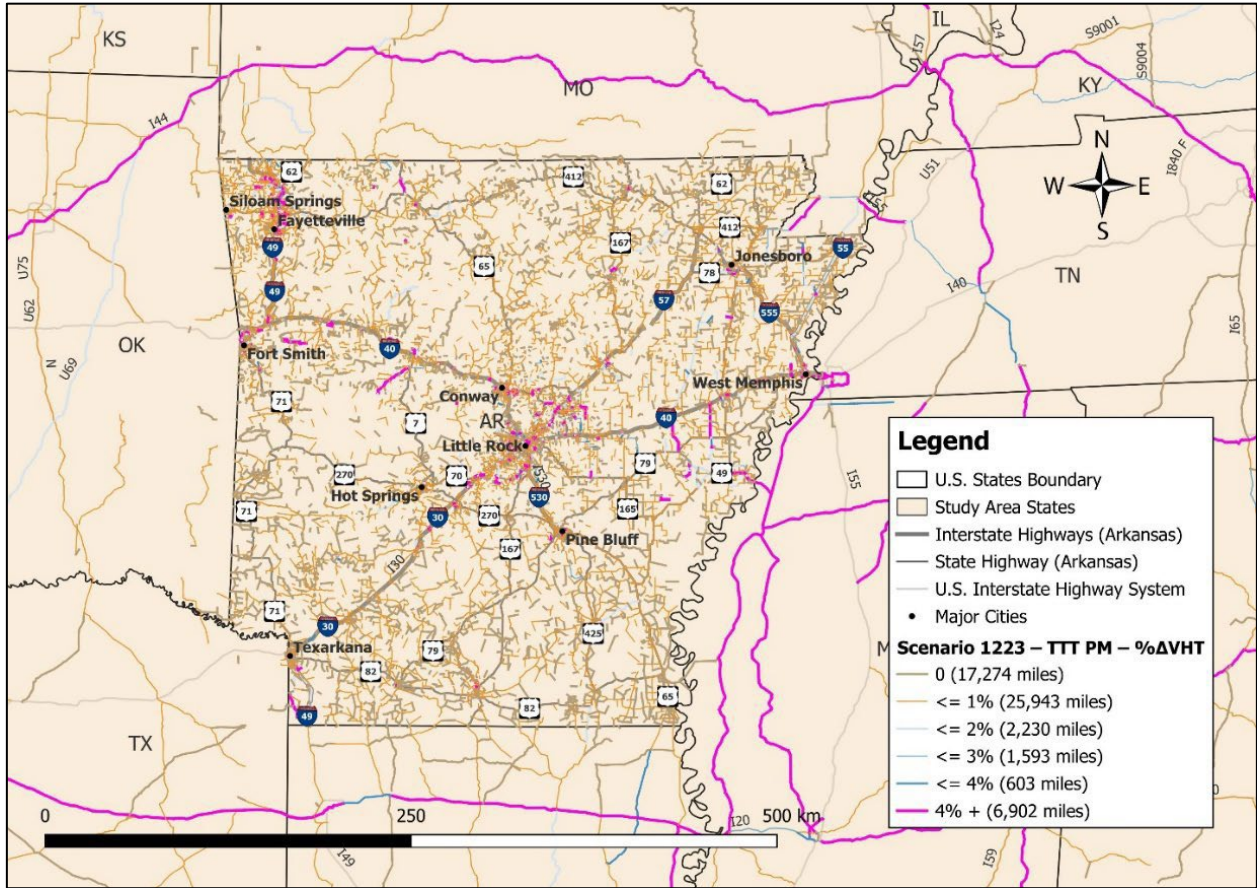 KS
MO
IL
I57
I24
S9001
S9004
KY
I44
I840 F
U51
I55
N
W
E
S
62
412
62
Siloam Springs
Fayetteville
412
167
49
65
Jonesboro
55
78
TN
I40
I65
U75
U62
49
57
555
OK
N
U69
Fort Smith
40
West Memphis
71
Conway
7
AR
40
Little Rock
79
49
270
70
I530
I55
Hot Springs
71
530
165
30
270
Pine Bluff
167
I30
71
30
425
Texarkana
79
82
65
82
49
TX
M
0
250
500 km
I20
I49
I59
Legend
U.S. States Boundary
Study Area States
Interstate Highways (Arkansas)
State Highway (Arkansas)
U.S. Interstate Highway System
Major Cities
Scenario 1223 – TTT PM – %ΔVHT
0 (17,274 miles)
<= 1% (25,943 miles)
<= 2% (2,230 miles)
<= 3% (1,593 miles)
<= 4% (603 miles)
4% + (6,902 miles)